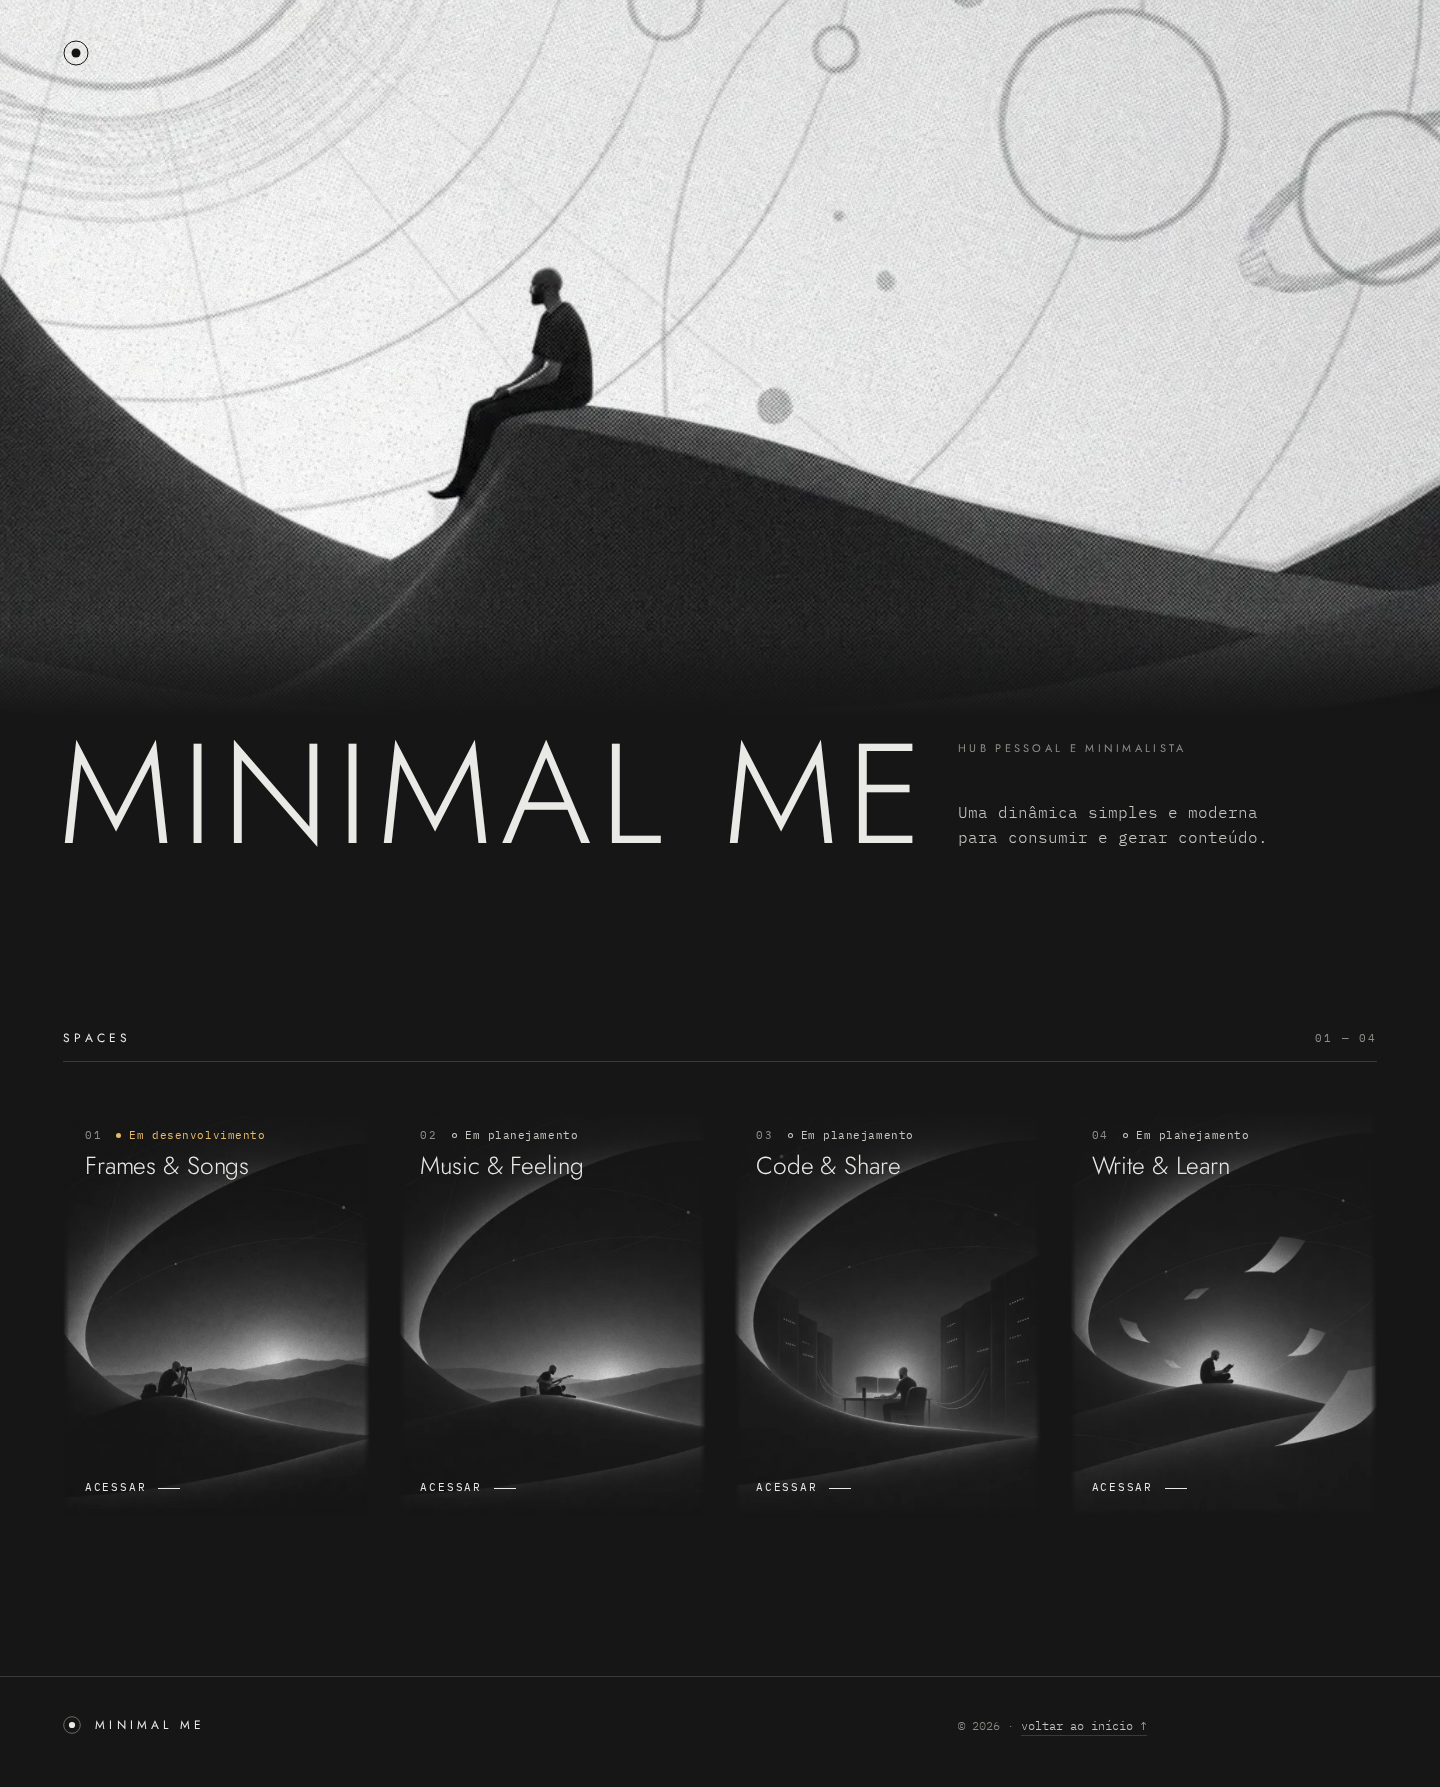 MINIMAL ME
HUB PESSOAL E MINIMALISTA
Uma dinâmica simples e moderna
para consumir e gerar conteúdo.
SPACES
01 — 04
01 Em desenvolvimento
Frames & Songs
ACESSAR
02 Em planejamento
Music & Feeling
ACESSAR
03 Em planejamento
Code & Share
ACESSAR
04 Em planejamento
Write & Learn
ACESSAR
MINIMAL ME
© 2026 · voltar ao início ↑